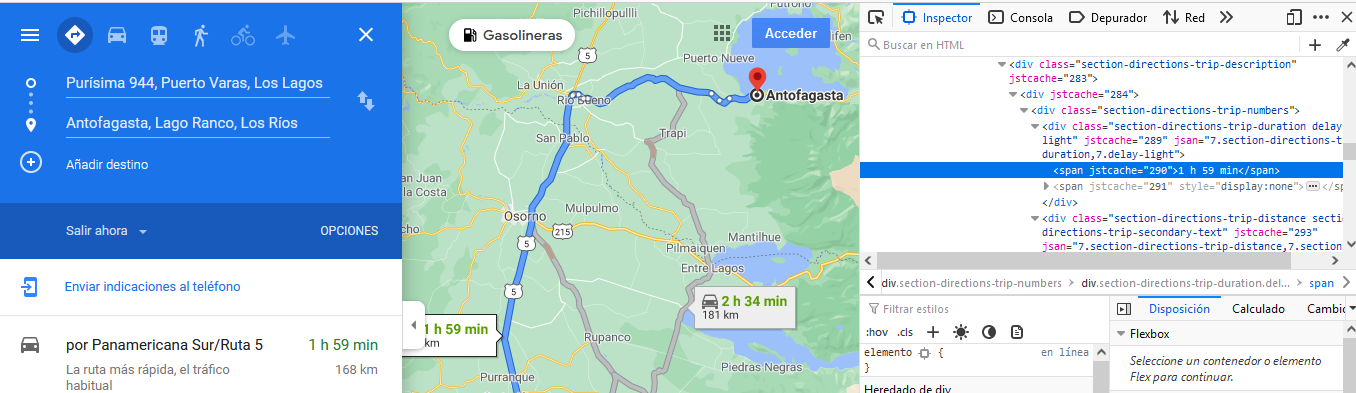 Purísima 944, Puerto Varas, Los Lagos
Antofagasta, Lago Ranco, Los Ríos
Añadir destino
Salir ahora
OPCIONES
Enviar indicaciones al teléfono
por Panamericana Sur/Ruta 5
1 h 59 min
La ruta más rápida, el tráfico
habitual
168 km
Gasolineras
Acceder
Pichirropulli
Futrono
Puerto Nueve
La Unión
Río Bueno
Antofagasta
5
Trapi
San Pablo
San Juan
de la Costa
Osorno
Mulpulmo
215
Pilmaiquen
Mantilhue
Entre Lagos
5
5
2 h 34 min
181 km
1 h 59 min
km
Rupanco
Purranque
Piedras Negras
Inspector
Consola
Depurador
Red
Buscar en HTML
<div class="section-directions-trip-description"
jstcache="283">
<div jstcache="284">
<div class="section-directions-trip-numbers">
<div class="section-directions-trip-duration delay
light" jstcache="289" jsan="7.section-directions-t
duration,7.delay-light">
<span jstcache="290">1 h 59 min</span>
<span jstcache="291" style="display:none"></sp
</div>
<div class="section-directions-trip-distance sectio
directions-trip-secondary-text" jstcache="293"
jsan="7.section-directions-trip-distance,7.section
div.section-directions-trip-numbers
div.section-directions-trip-duration.del...
span
Filtrar estilos
:hov .cls
elemento {
en línea
}
Heredado de div
Disposición
Calculado
Cambio
Flexbox
Seleccione un contenedor o elemento
Flex para continuar.